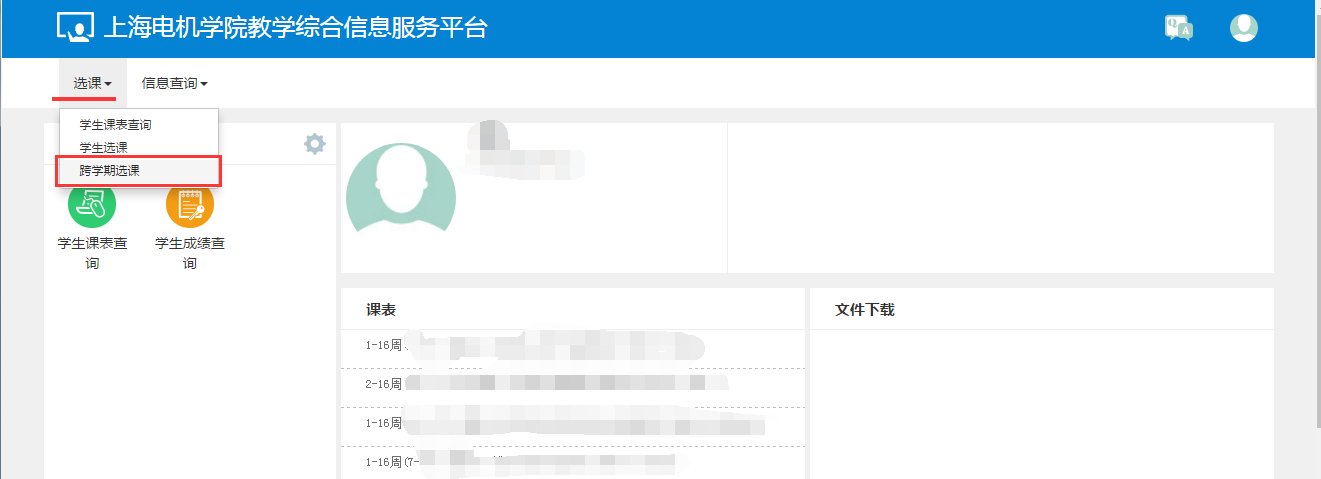 上海电机学院教学综合信息服务平台
Q A
选课 信息查询
学生课表查询
学生选课
跨学期选课
学生课表查
询
学生成绩查
询
课表
1-16周
2-16周
1-16周
1-16周(7-
文件下载